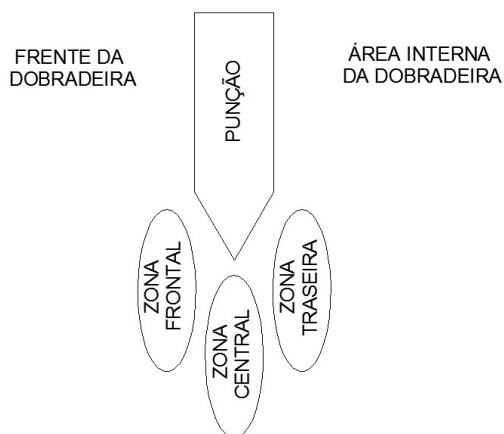 FRENTE DA
DOBRADEIRA
PUNÇÃO
ÁREA INTERNA
DA DOBRADEIRA
ZONA
FRONTAL
ZONA
CENTRAL
ZONA
TRASEIRA